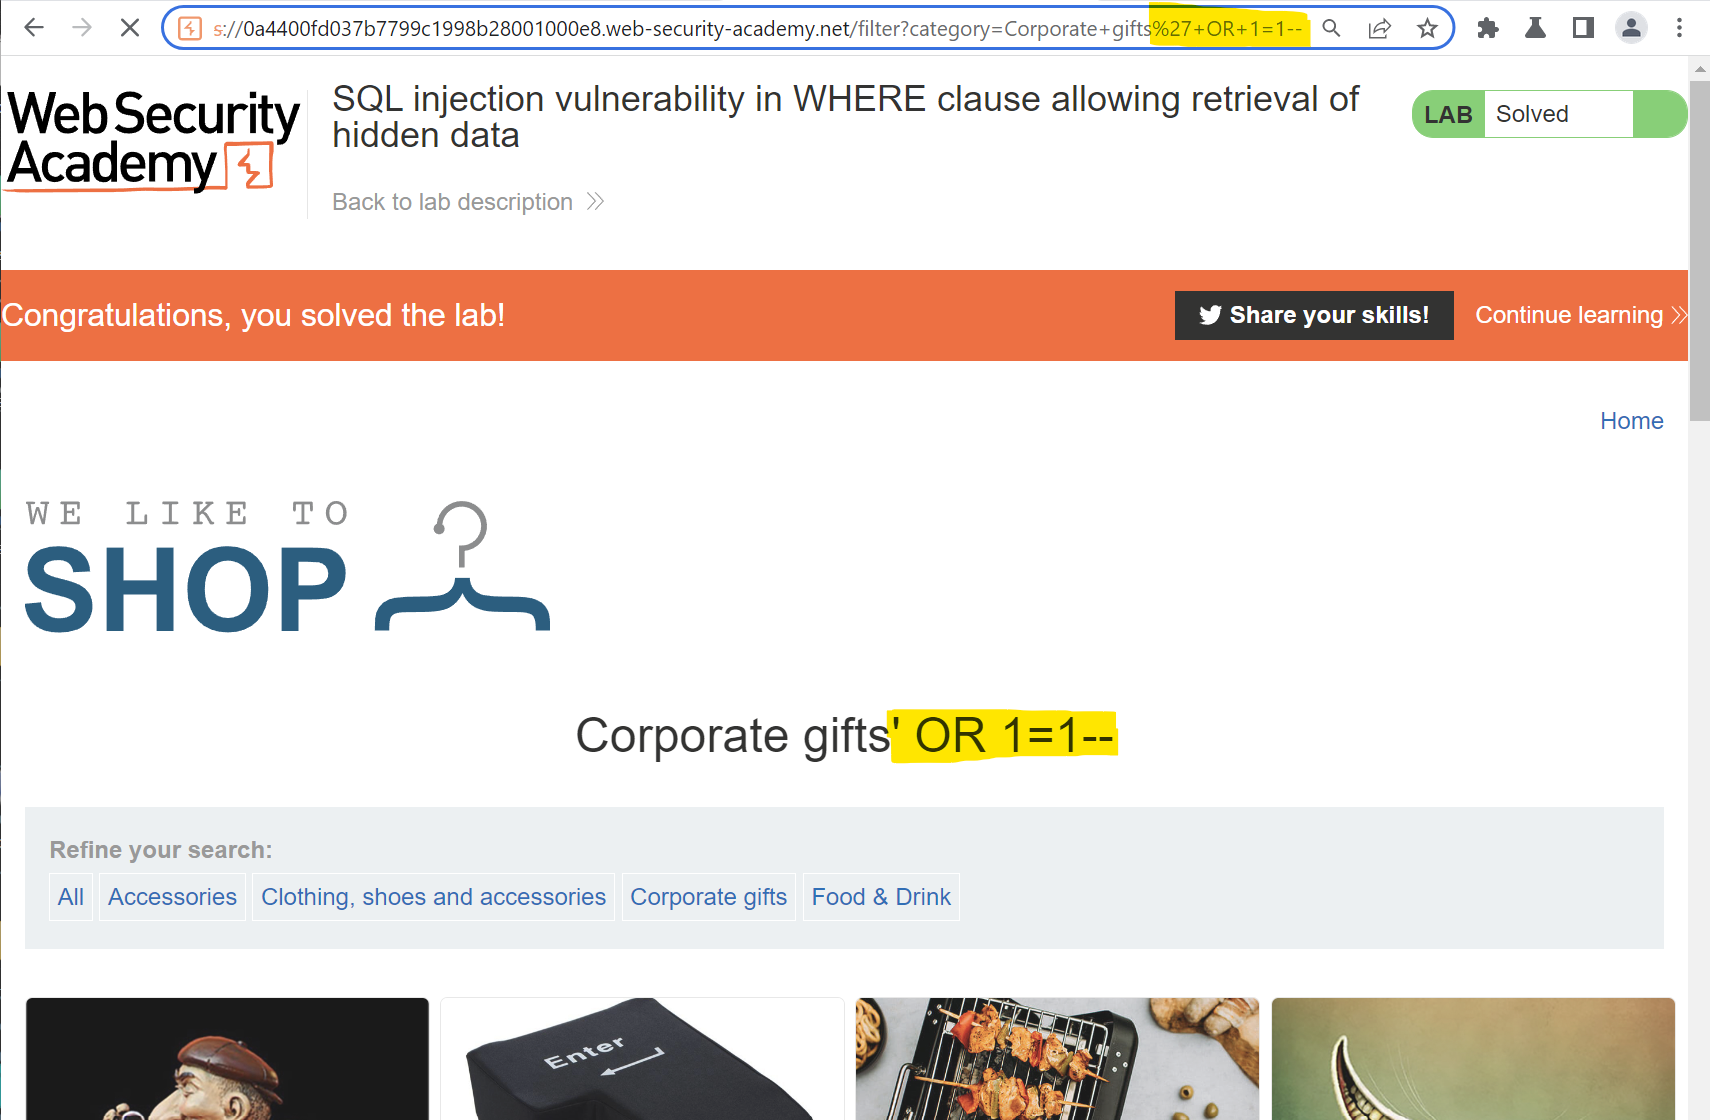 s://0a4400fd037b7799c1998b28001000e8.web-security-academy.net/filter?category=Corporate+gifts%27+OR+1=1--
Web Security
Academy
SQL injection vulnerability in WHERE clause allowing retrieval of
hidden data
Back to lab description
LAB Solved
Congratulations, you solved the lab!
Share your skills!
Continue learning
Home
WE LIKE TO
SHOP
Corporate gifts' OR 1=1--
Refine your search:
All Accessories Clothing, shoes and accessories Corporate gifts Food & Drink
Enter